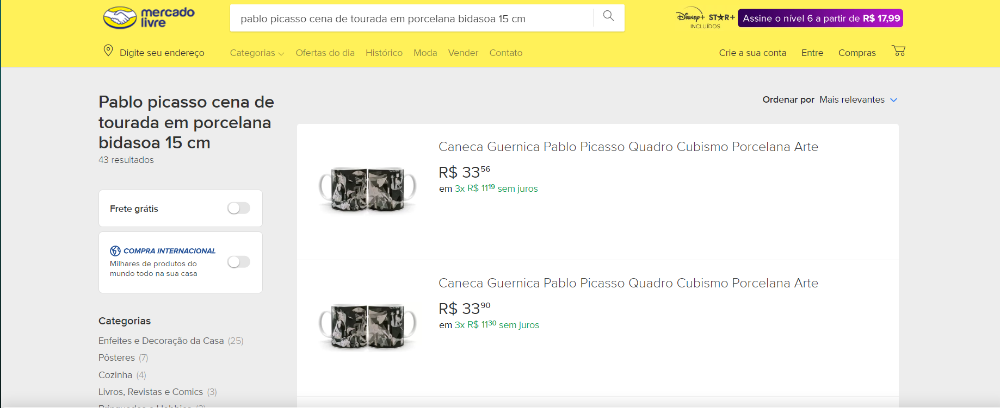 mercado
livre
pablo picasso cena de tourada em porcelana bidasoa 15 cm
Disney+ STAR+
INCLUÍDOS
Assine o nível 6 a partir de R$ 17,99
Digite seu endereço
Categorias
Ofertas do dia
Histórico
Moda
Vender
Contato
Crie a sua conta
Entre
Compras
Pablo picasso cena de
tourada em porcelana
bidasoa 15 cm
43 resultados
Ordenar por Mais relevantes
Frete grátis
COMPRA INTERNACIONAL
Milhares de produtos do
mundo todo na sua casa
Categorias
Enfeites e Decoração da Casa (25)
Pôsteres (7)
Cozinha (4)
Livros, Revistas e Comics (3)
Caneca Guernica Pablo Picasso Quadro Cubismo Porcelana Arte
R$ 33 56
em 3x R$ 11 19 sem juros
Caneca Guernica Pablo Picasso Quadro Cubismo Porcelana Arte
R$ 33 90
em 3x R$ 11 30 sem juros